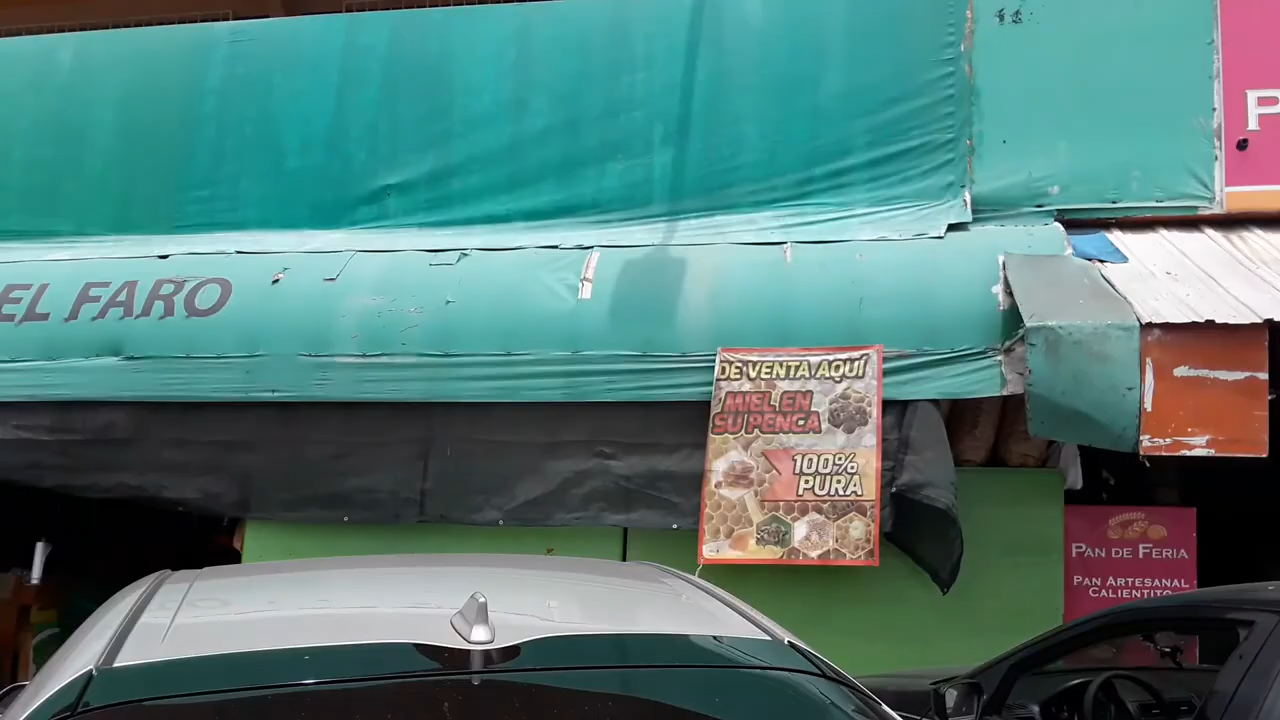 EL FARO
DE VENTA AQUÍ
MIEL EN
SU PENCA
100%
PURA
P
PAN DE FERIA
PAN ARTESANAL
CALIENTITO